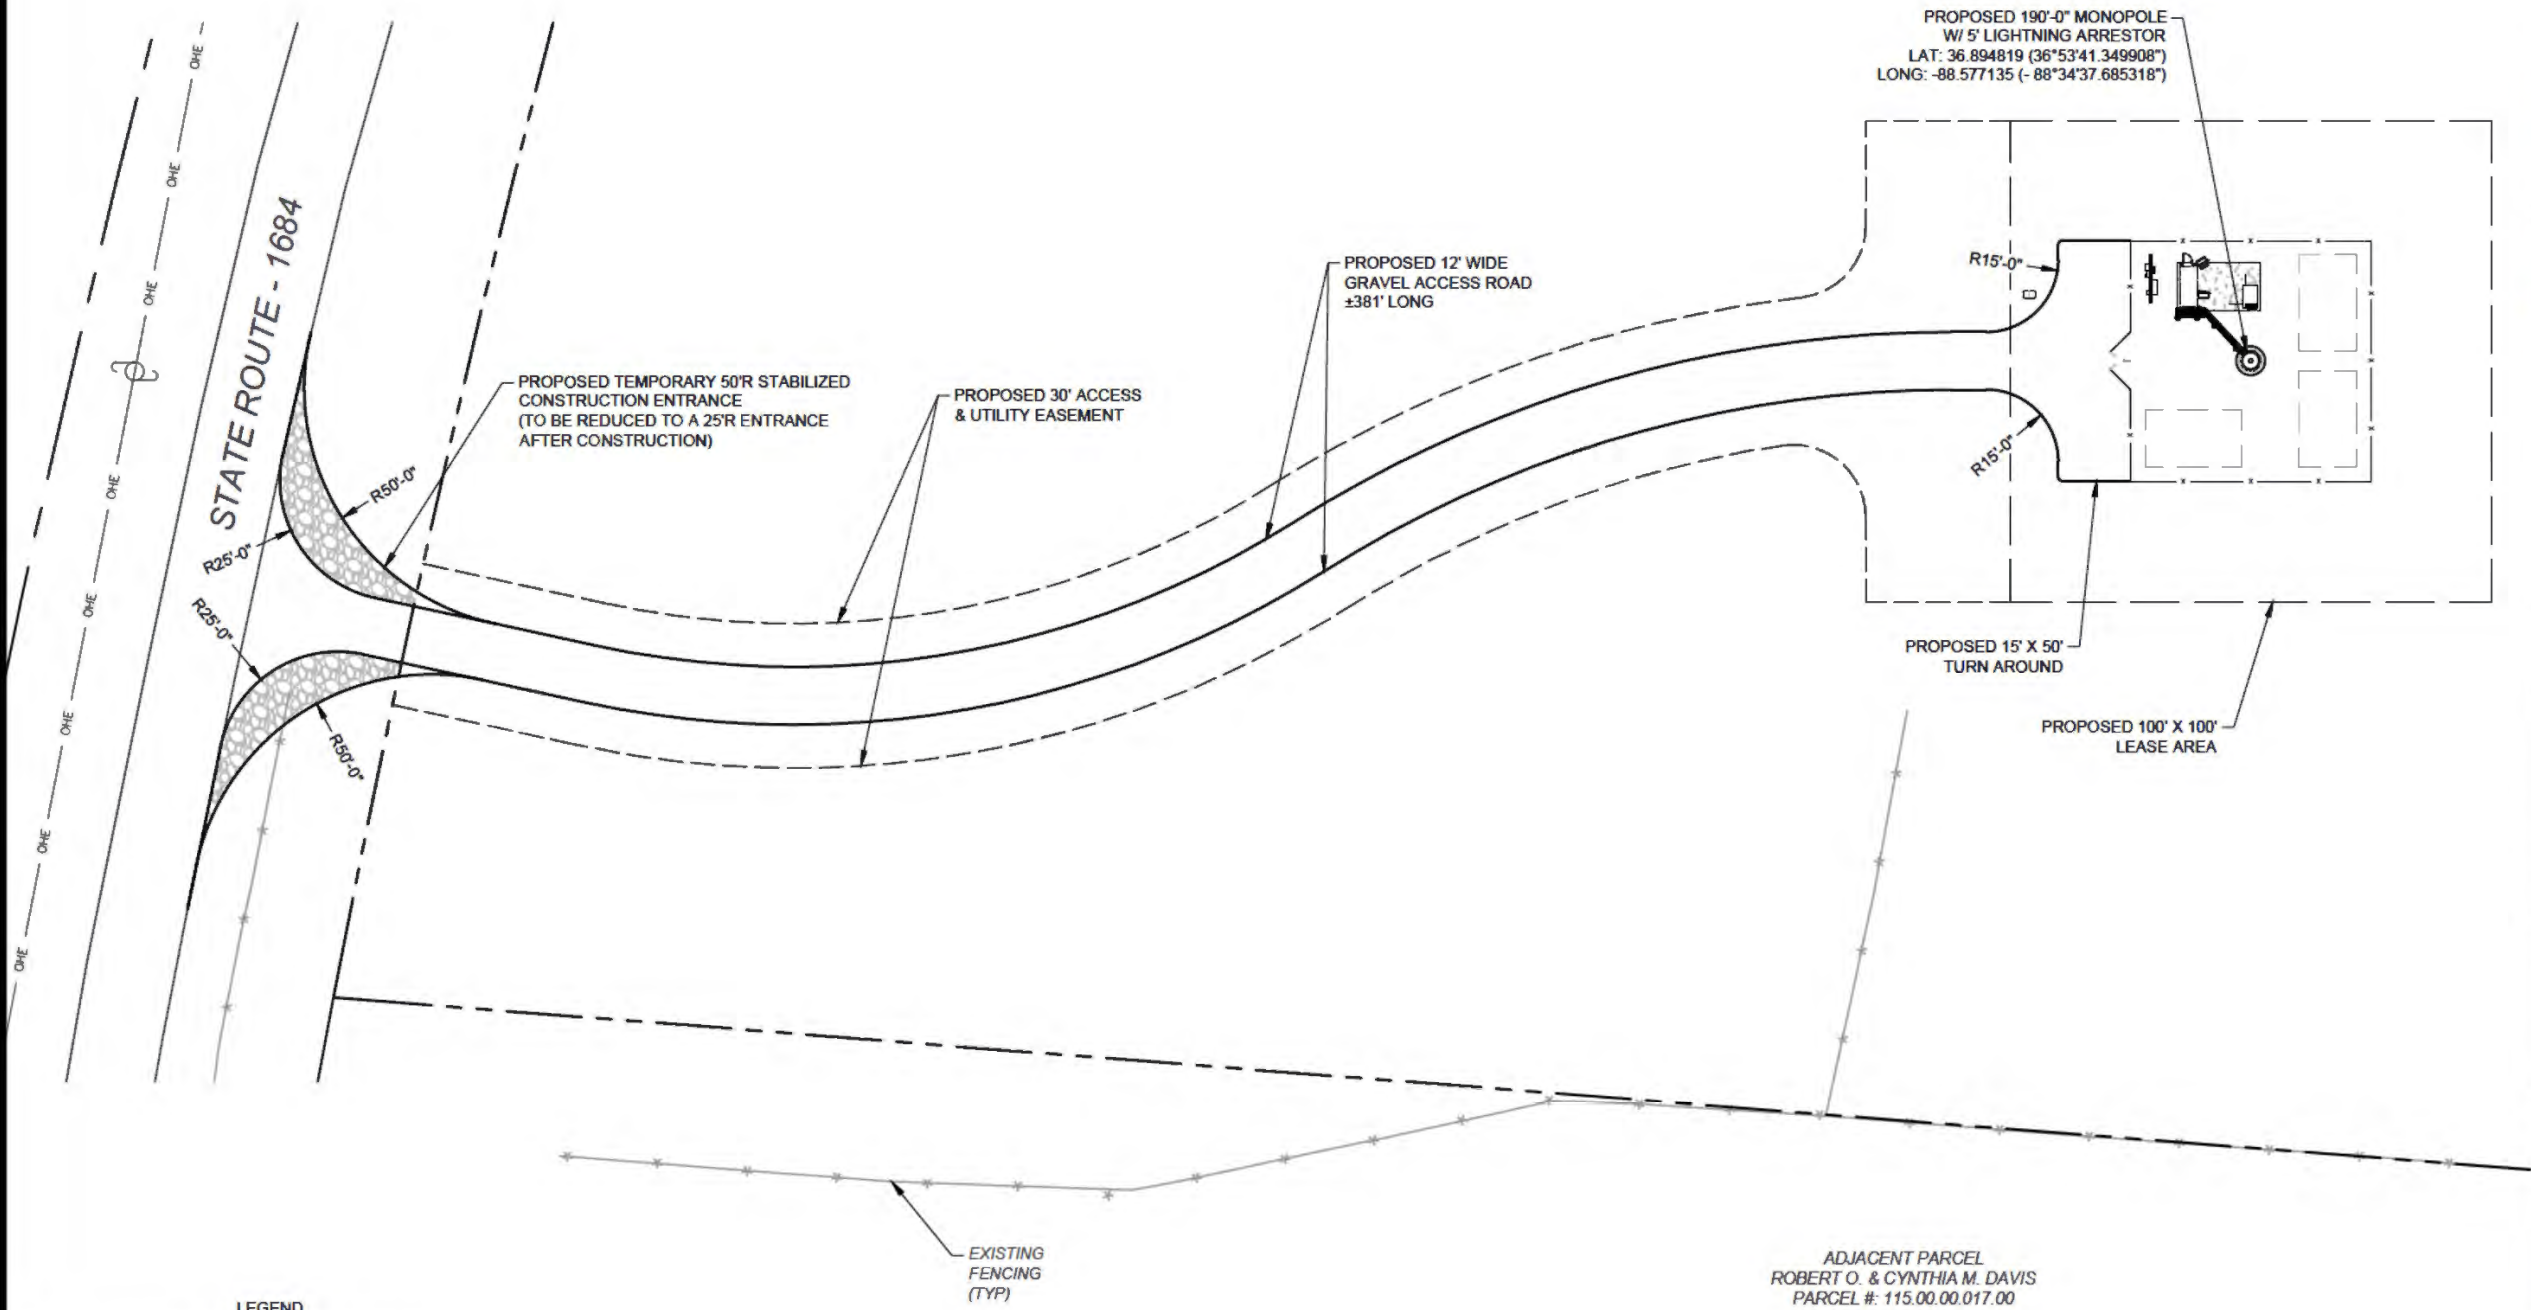 PROPOSED 190'-0" MONOPOLE
W/ 5' LIGHTNING ARRESTOR
LAT: 36.894819 (36°53'41.349908")
LONG: -88.577135 (- 88°34'37.685318")
OHE
OHE
OHE
OHE
OHE
OHE
OHE
OHE
OHE
STATE ROUTE - 1684
PROPOSED 12' WIDE
GRAVEL ACCESS ROAD
±381' LONG
R15'-0"
R15'-0"
PROPOSED TEMPORARY 50'R STABILIZED
CONSTRUCTION ENTRANCE
(TO BE REDUCED TO A 25'R ENTRANCE
AFTER CONSTRUCTION)
PROPOSED 30' ACCESS
& UTILITY EASEMENT
R50'-0"
R25'-0"
R25'-0"
R50'-0"
PROPOSED 15' X 50'
TURN AROUND
PROPOSED 100' X 100'
LEASE AREA
EXISTING
FENCING
(TYP)
ADJACENT PARCEL
ROBERT O. & CYNTHIA M. DAVIS
PARCEL #: 115.00.00.017.00
LEGEND